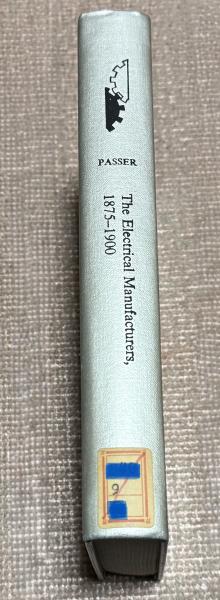 PASSER
The Electrical Manufacturers,
1875–1900